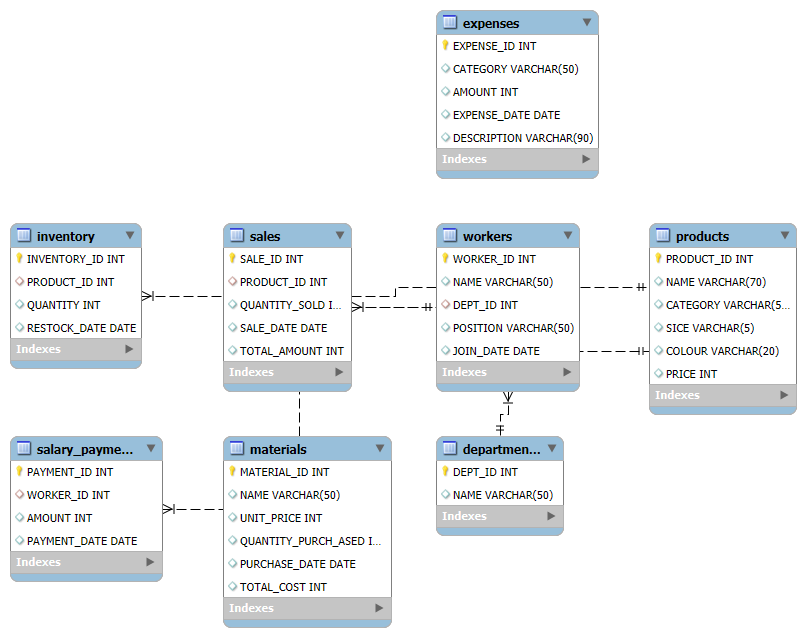 expenses
EXPENSE_ID INT
CATEGORY VARCHAR(50)
AMOUNT INT
EXPENSE_DATE DATE
DESCRIPTION VARCHAR(90)
Indexes
inventory
INVENTORY_ID INT
PRODUCT_ID INT
QUANTITY INT
RESTOCK_DATE DATE
Indexes
sales
SALE_ID INT
PRODUCT_ID INT
QUANTITY_SOLD I...
SALE_DATE DATE
TOTAL_AMOUNT INT
Indexes
workers
WORKER_ID INT
NAME VARCHAR(50)
DEPT_ID INT
POSITION VARCHAR(50)
JOIN_DATE DATE
Indexes
products
PRODUCT_ID INT
NAME VARCHAR(70)
CATEGORY VARCHAR(5...
SICE VARCHAR(5)
COLOUR VARCHAR(20)
PRICE INT
Indexes
salary_payme...
PAYMENT_ID INT
WORKER_ID INT
AMOUNT INT
PAYMENT_DATE DATE
Indexes
materials
MATERIAL_ID INT
NAME VARCHAR(50)
UNIT_PRICE INT
QUANTITY_PURCH_ASED I...
PURCHASE_DATE DATE
TOTAL_COST INT
Indexes
departmen...
DEPT_ID INT
NAME VARCHAR(50)
Indexes